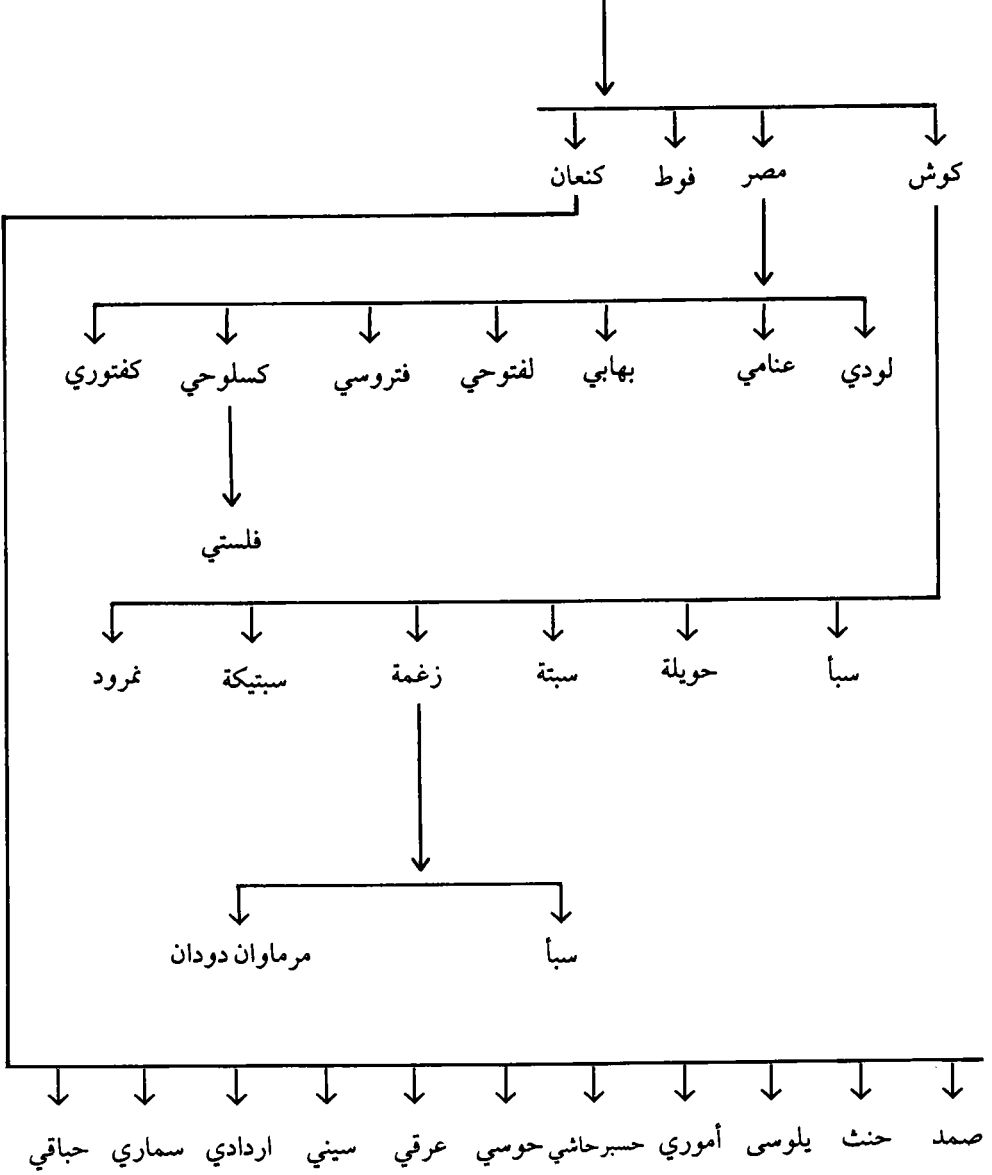 كوش مصر فوط كنعان
لودي عنامي بهابي لفتوحي فتروسي كسلوحي كفتوري
فلستي
سبأ حويلة سبتة زغمة سبتيكة نمرود
سبأ مرماوان دودان
صمد حنث يلوسى أموري حسبرحاشي حوسي عرقي سيني اردادي سماري حباقي